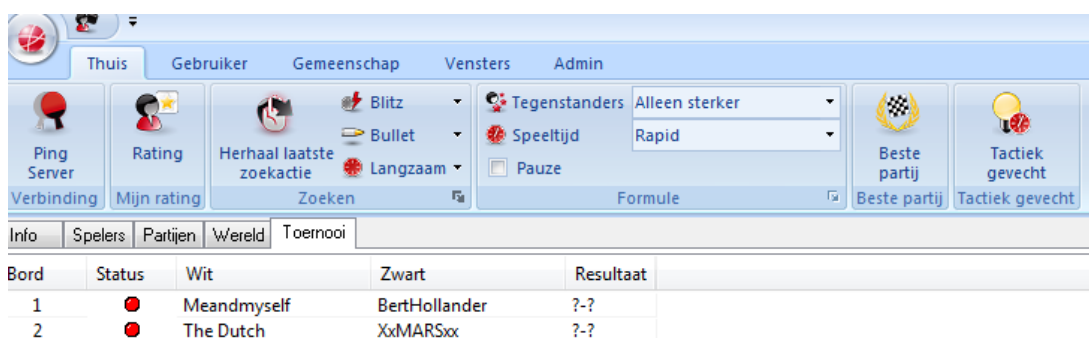 Thuis Gebruiker Gemeenschap Vensters Admin
Ping Server
Rating
Herhaal laatste zoekactie
Blitz
Bullet
Langzaam
Tegenstanders Alleen sterker
Speeltijd Rapid
Pauze
Beste partij
Tactiek gevecht
Verbinding Mijn rating Zoeken Formule Beste partij Tactiek gevecht
Info Spelers Partijen Wereld Toernooi
Bord Status Wit Zwart Resultaat
1 Meandmyself BertHollander ?-?
2 The Dutch XxMARSxx ?-?